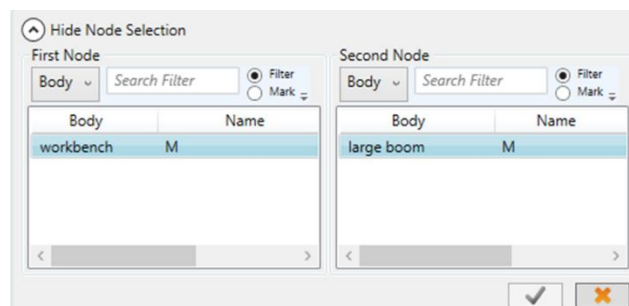 Hide Node Selection
First Node
Body Search Filter Filter Mark
Body Name
workbench M
Second Node
Body Search Filter Filter Mark
Body Name
large boom M